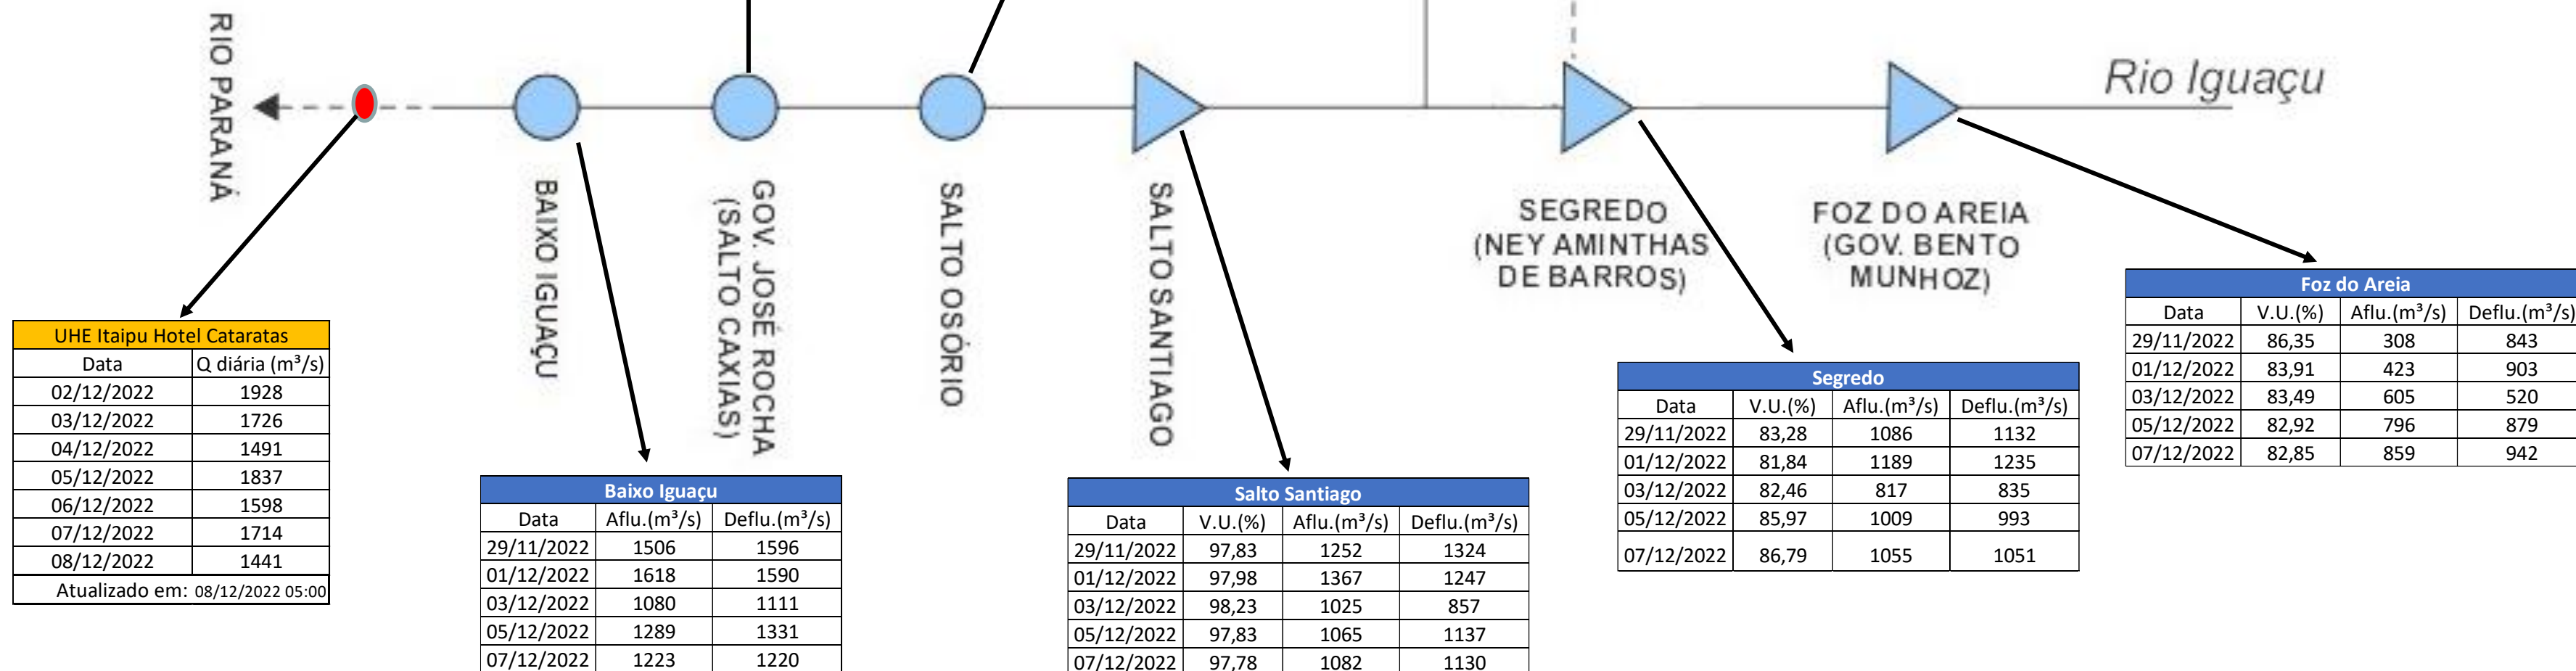 RIO PARANÁ
BAIXO IGUAÇU
GOV. JOSÉ ROCHA
(SALTO CAXIAS)
SALTO OSÓRIO
SALTO SANTIAGO
SEGREDO
(NEY AMINTHAS
DE BARROS)
FOZ DO AREIA
(GOV. BENTO
MUNHOZ)
Rio Iguaçu
UHE Itaipu Hotel Cataratas
Data Q diária (m³/s)
02/12/2022 1928
03/12/2022 1726
04/12/2022 1491
05/12/2022 1837
06/12/2022 1598
07/12/2022 1714
08/12/2022 1441
Atualizado em: 08/12/2022 05:00
Baixo Iguaçu
Data Aflu.(m³/s) Deflu.(m³/s)
29/11/2022 1506 1596
01/12/2022 1618 1590
03/12/2022 1080 1111
05/12/2022 1289 1331
07/12/2022 1223 1220
Salto Santiago
Data V.U.(%) Aflu.(m³/s) Deflu.(m³/s)
29/11/2022 97,83 1252 1324
01/12/2022 97,98 1367 1247
03/12/2022 98,23 1025 857
05/12/2022 97,83 1065 1137
07/12/2022 97,78 1082 1130
Segredo
Data V.U.(%) Aflu.(m³/s) Deflu.(m³/s)
29/11/2022 83,28 1086 1132
01/12/2022 81,84 1189 1235
03/12/2022 82,46 817 835
05/12/2022 85,97 1009 993
07/12/2022 86,79 1055 1051
Foz do Areia
Data V.U.(%) Aflu.(m³/s) Deflu.(m³/s)
29/11/2022 86,35 308 843
01/12/2022 83,91 423 903
03/12/2022 83,49 605 520
05/12/2022 82,92 796 879
07/12/2022 82,85 859 942